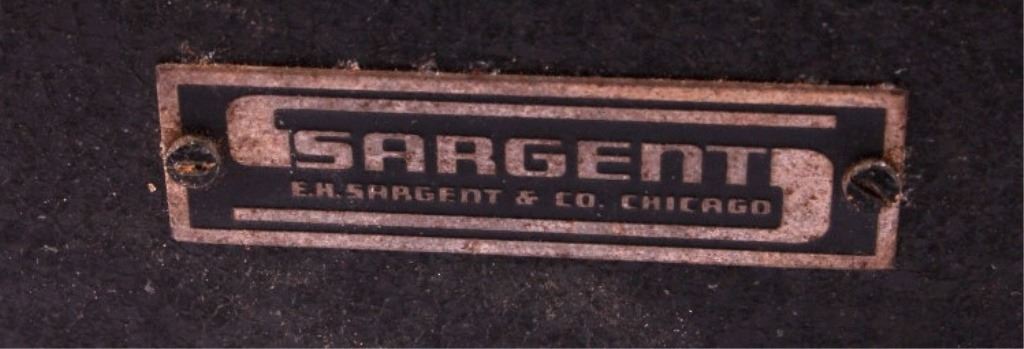 SARGENT
E.H.SARGENT & CO. CHICAGO